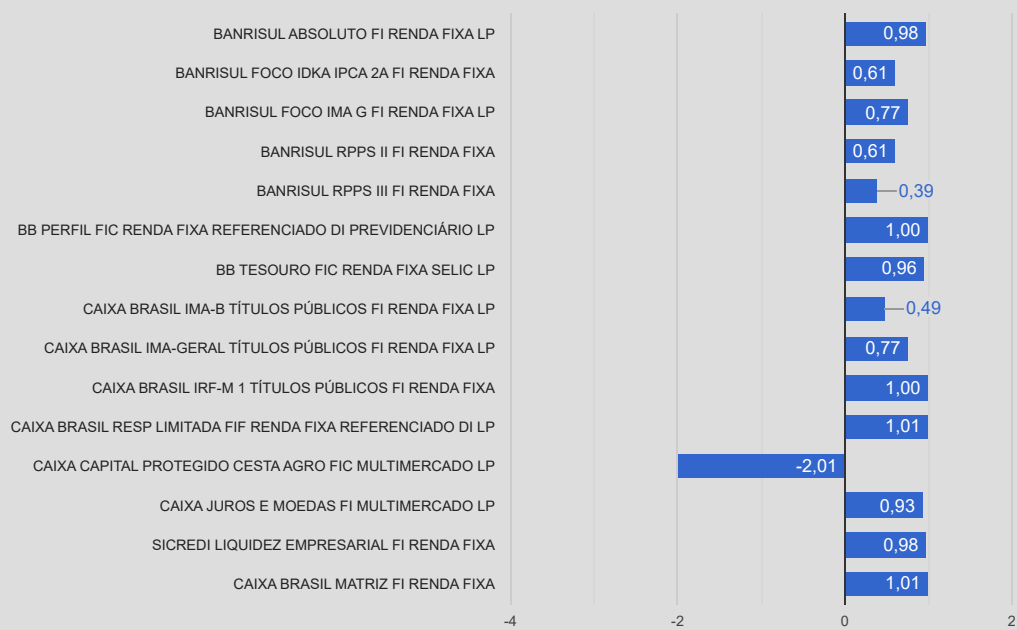 BANRISUL ABSOLUTO FI RENDA FIXA LP 0,98
BANRISUL FOCO IDKA IPCA 2A FI RENDA FIXA 0,61
BANRISUL FOCO IMA G FI RENDA FIXA LP 0,77
BANRISUL RPPS II FI RENDA FIXA 0,61
BANRISUL RPPS III FI RENDA FIXA 0,39
BB PERFIL FIC RENDA FIXA REFERENCIADO DI PREVIDENCIÁRIO LP 1,00
BB TESOURO FIC RENDA FIXA SELIC LP 0,96
CAIXA BRASIL IMA-B TÍTULOS PÚBLICOS FI RENDA FIXA LP 0,49
CAIXA BRASIL IMA-GERAL TÍTULOS PÚBLICOS FI RENDA FIXA LP 0,77
CAIXA BRASIL IRF-M 1 TÍTULOS PÚBLICOS FI RENDA FIXA 1,00
CAIXA BRASIL RESP LIMITADA FIF RENDA FIXA REFERENCIADO DI LP 1,01
CAIXA CAPITAL PROTEGIDO CESTA AGRO FIC MULTIMERCADO LP -2,01
CAIXA JUROS E MOEDAS FI MULTIMERCADO LP 0,93
SICREDI LIQUIDEZ EMPRESARIAL FI RENDA FIXA 0,98
CAIXA BRASIL MATRIZ FI RENDA FIXA 1,01
-4 -2 0 2